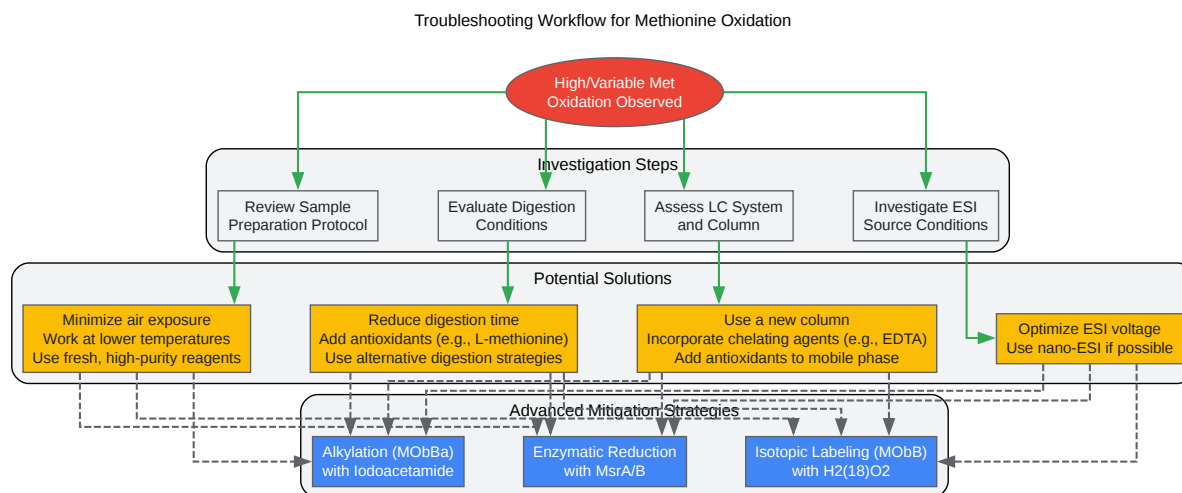 Troubleshooting Workflow for Methionine Oxidation
High/Variable Met
Oxidation Observed
Investigation Steps
Review Sample
Preparation Protocol
Evaluate Digestion
Conditions
Assess LC System
and Column
Investigate ESI
Source Conditions
Potential Solutions
Minimize air exposure
Work at lower temperatures
Use fresh, high-purity reagents
Reduce digestion time
Add antioxidants (e.g., L-methionine)
Use alternative digestion strategies
Use a new column
Incorporate chelating agents (e.g., EDTA)
Add antioxidants to mobile phase
Optimize ESI voltage
Use nano-ESI if possible
Advanced Mitigation Strategies
Alkylation (MObBa)
with Iodoacetamide
Enzymatic Reduction
with MsrA/B
Isotopic Labeling (MObB)
with H2(18)O2